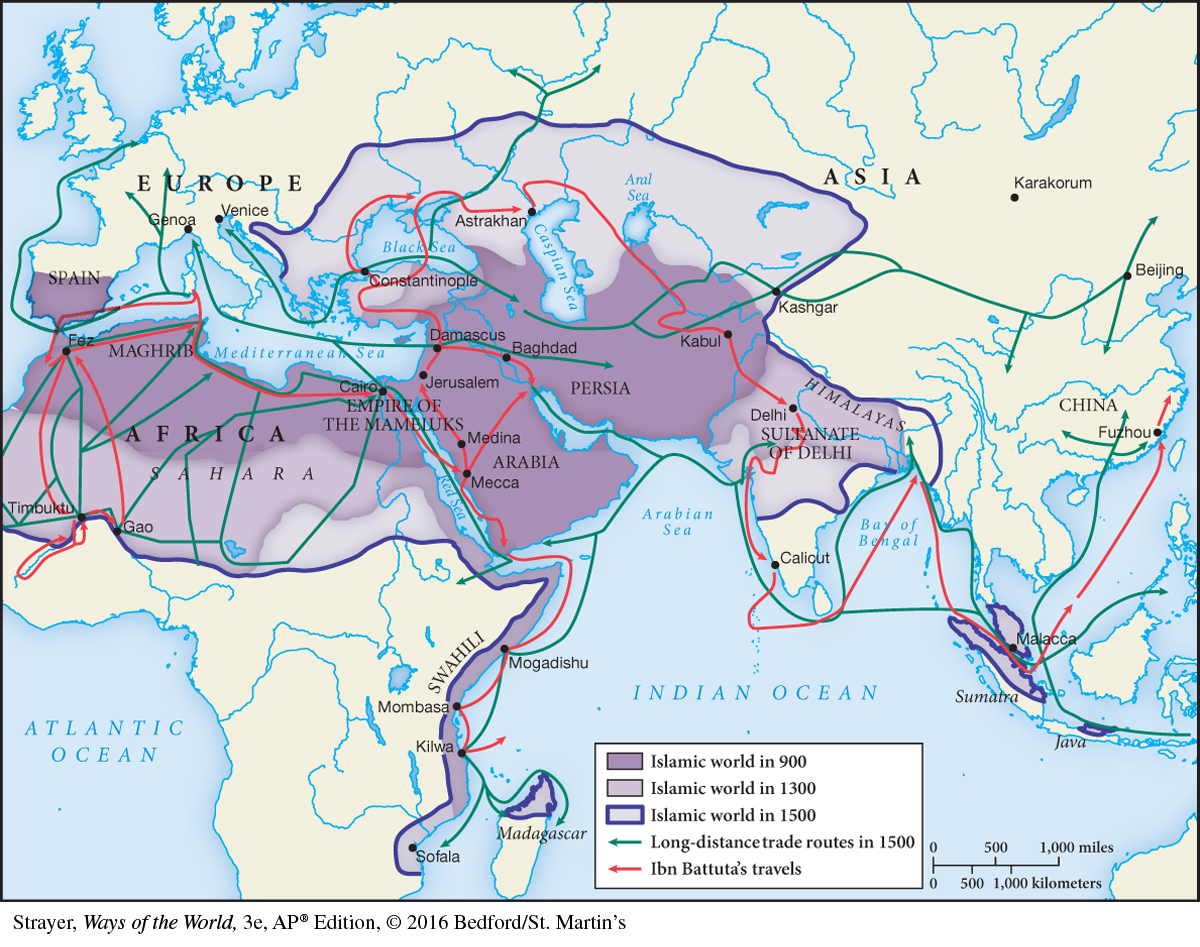 EUROPE
ASIA
Karakorum
Aral
Sea
Genoa
Venice
Astrakhan
Caspian Sea
Black Sea
SPAIN
Constantinople
Beijing
Kashgar
Fez
MAGHRIB
Mediterranean Sea
Damascus
Baghdad
Kabul
Jerusalem
Cairo
EMPIRE OF
THE MAMELUKS
PERSIA
HIMALAYAS
Delhi
SULTANATE
OF DELHI
CHINA
Fuzhou
AFRICA
SAHARA
Medina
ARABIA
Mecca
Red Sea
Timbuktu
Gao
Arabian
Sea
Bay of
Bengal
Calicut
SWAHILI
Mogadishu
Malacca
Sumatra
INDIAN OCEAN
Mombasa
ATLANTIC
OCEAN
Kilwa
Java
Madagascar
Sofala
Islamic world in 900
Islamic world in 1300
Islamic world in 1500
Long-distance trade routes in 1500
Ibn Battuta's travels
0 500 1,000 miles
0 500 1,000 kilometers
Strayer, Ways of the World, 3e, AP® Edition, © 2016 Bedford/St. Martin's